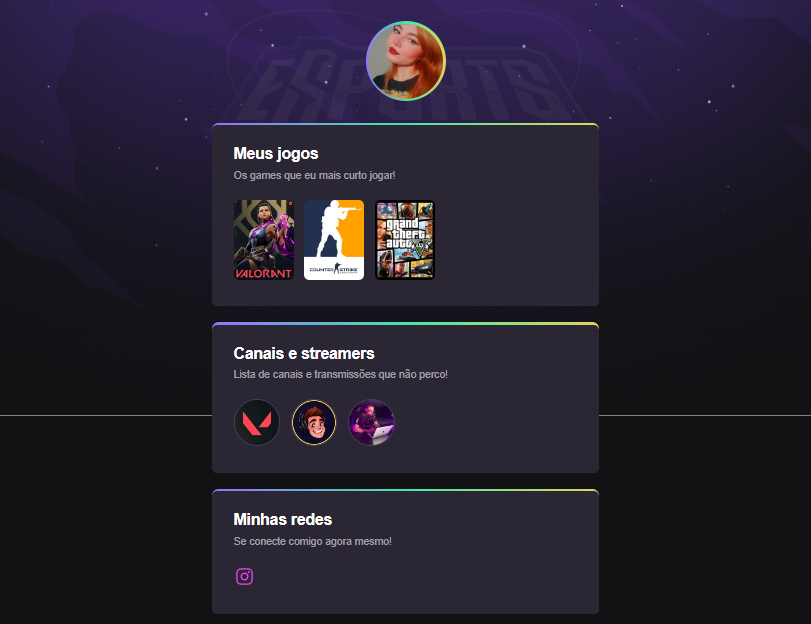 ESPORTS
Meus jogos
Os games que eu mais curto jogar!
VALORANT
COUNTER STRIKE
grand
theft
auto
V
Canais e streamers
Lista de canais e transmissões que não perco!
Minhas redes
Se conecte comigo agora mesmo!